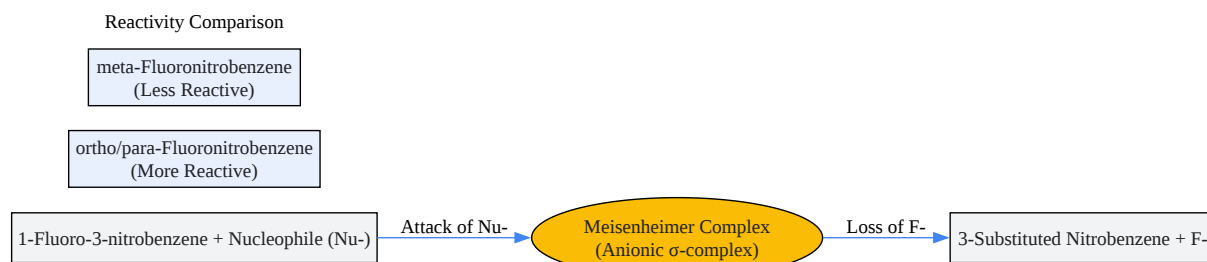 Reactivity Comparison
meta-Fluoronitrobenzene
(Less Reactive)
ortho/para-Fluoronitrobenzene
(More Reactive)
1-Fluoro-3-nitrobenzene + Nucleophile (Nu-)
Attack of Nu-
Meisenheimer Complex
(Anionic σ-complex)
Loss of F-
3-Substituted Nitrobenzene + F-